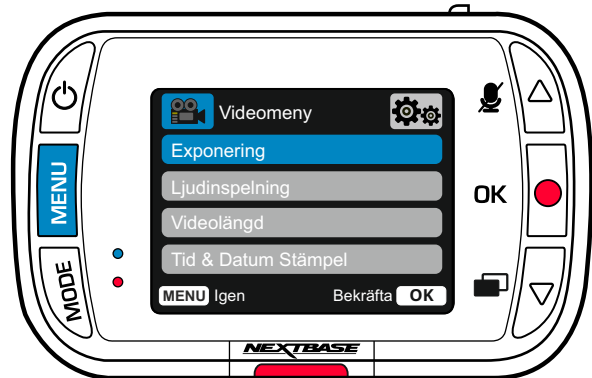 Videomeny
Exponering
Ljudinspelning
Videolängd
Tid & Datum Stämpel
MENU Igen Bekräfta OK
MENU
MODE
OK
NEXTBASE